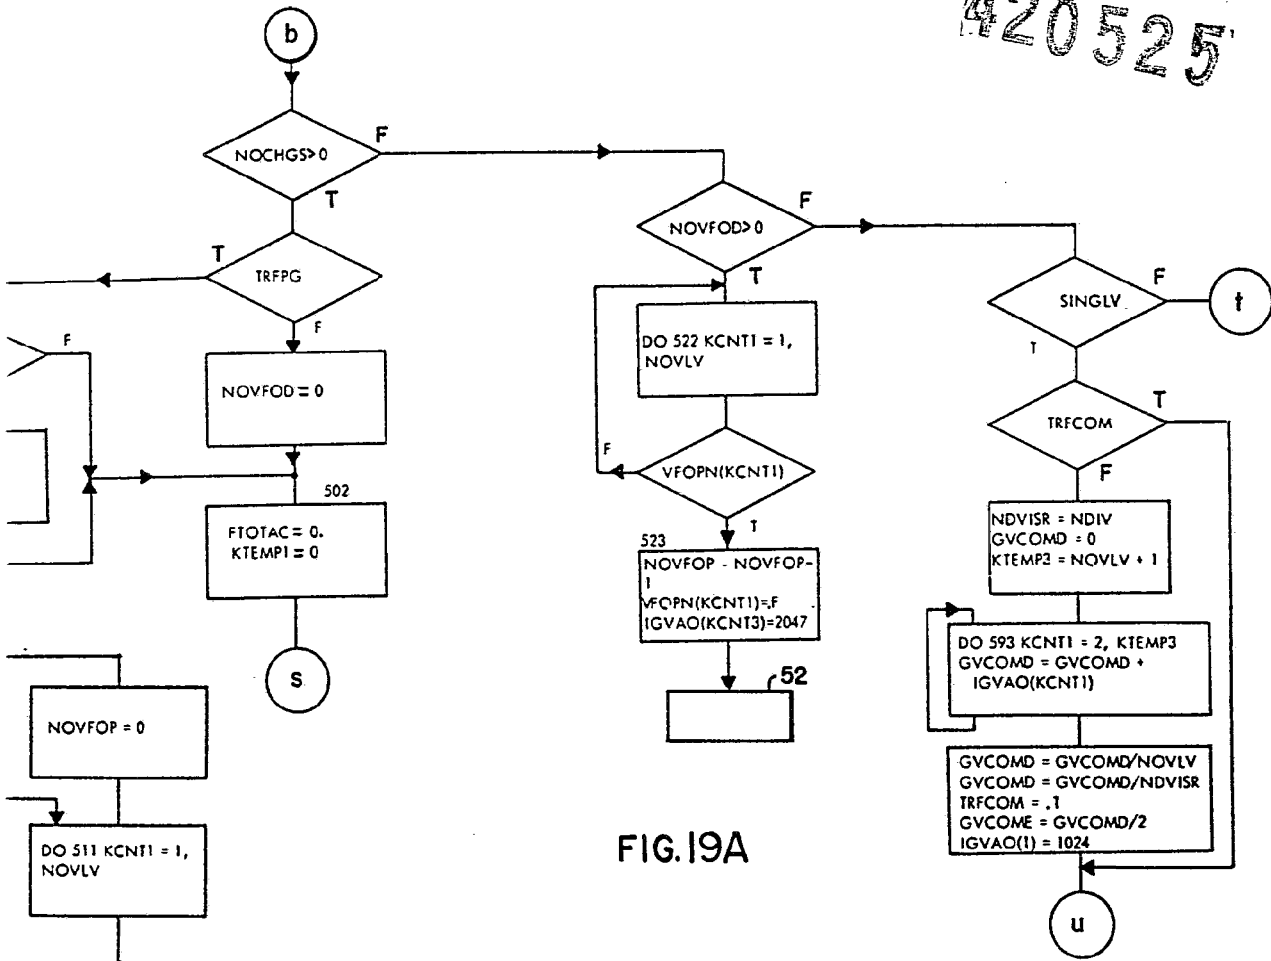 420525
b
NOCHGS>0
F
T
NOVFOD>0
F
T
T
TRFPG
F
SINGLV
F
t
T
DO 522 KCNT1 = 1,
NOVLV
F
NOVFOD = 0
TRFCOM
T
F
F
VFOPN(KCNT1)
T
502
FTOTAC = 0.
KTEMP1 = 0
NDVISR = NDIV
GVCOMD = 0
KTEMP3 = NOVLV + 1
523
NOVFOP - NOVFOP-
1
VFOPN(KCNT1)=.F
IGVAO(KCNT3)=2047
DO 593 KCNT1 = 2, KTEMP3
GVCOMD = GVCOMD +
IGVAO(KCNT1)
s
52
NOVFOP = 0
GVCOMD = GVCOMD/NOVLV
GVCOMD = GVCOMD/NDVISR
TRFCOM = .T
GVCOME = GVCOMD/2
IGVAO(1) = 1024
DO 511 KCNT1 = 1,
NOVLV
FIG.19A
u